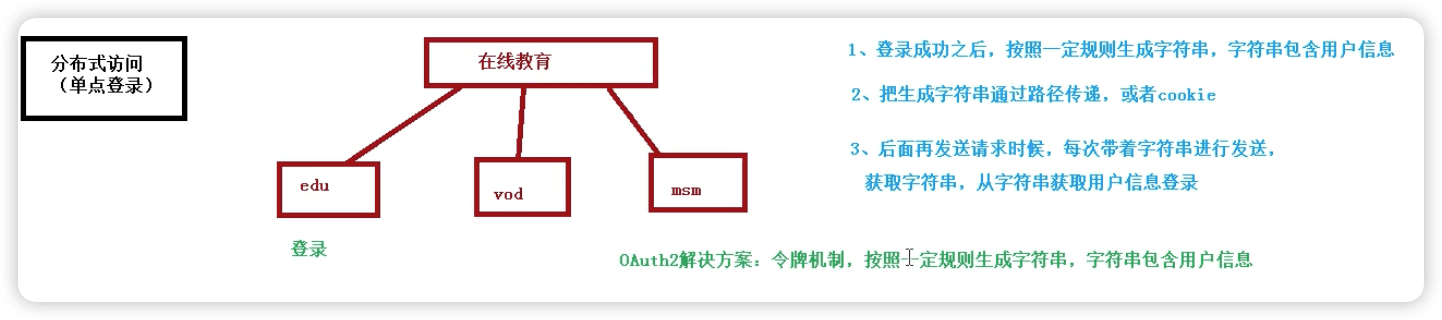 分布式访问
（单点登录）
在线教育
edu
vod
msm
登录
1、登录成功之后，按照一定规则生成字符串，字符串包含用户信息
2、把生成字符串通过路径传递，或者cookie
3、后面再发送请求时候，每次带着字符串进行发送，
获取字符串，从字符串获取用户信息登录
OAuth2解决方案：令牌机制，按照一定规则生成字符串，字符串包含用户信息